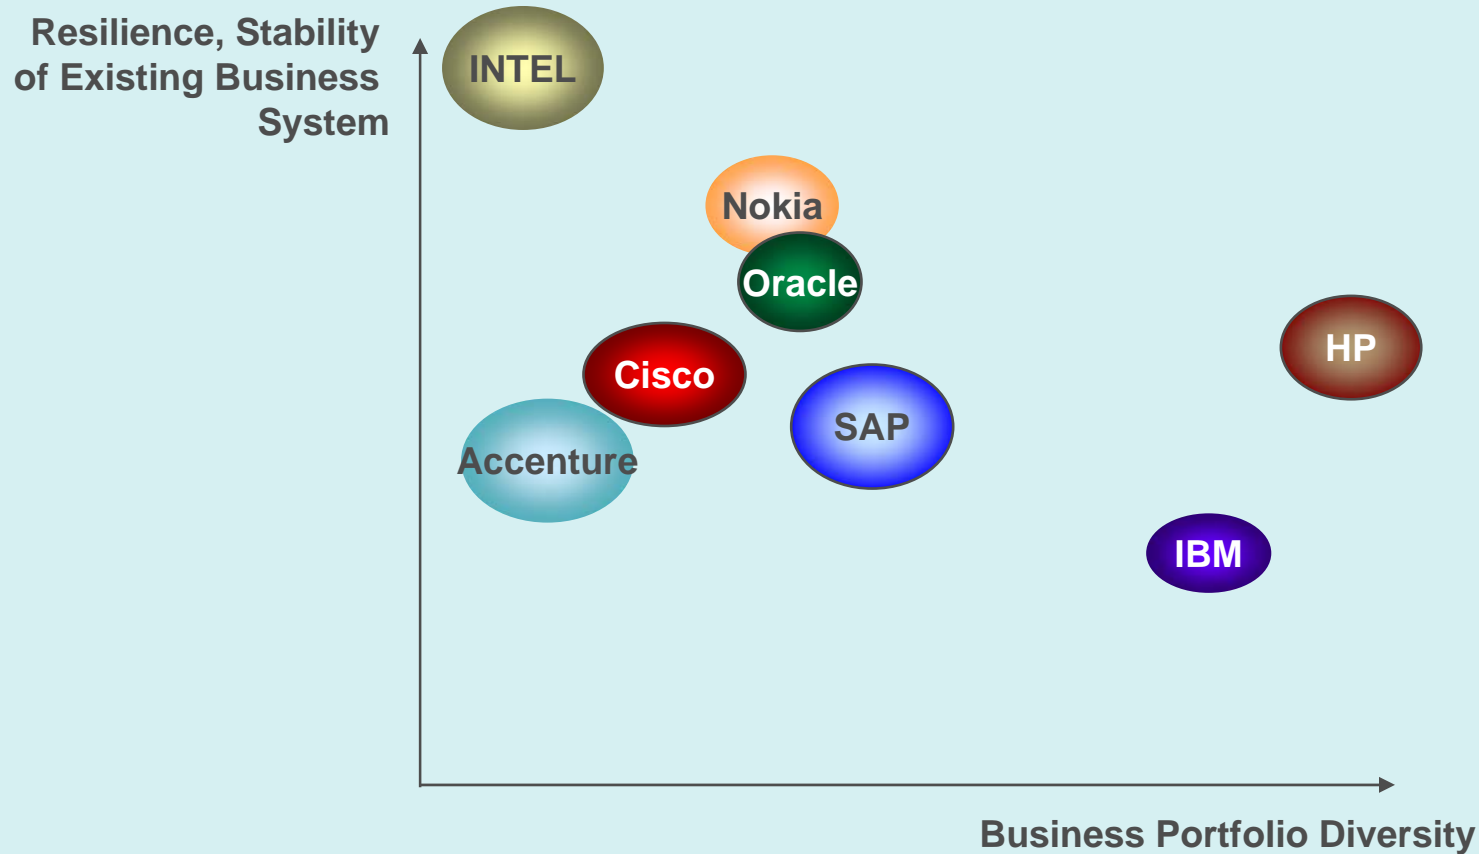 Resilience, Stability
of Existing Business
System
INTEL
Nokia
Oracle
HP
Cisco
SAP
Accenture
IBM
Business Portfolio Diversity